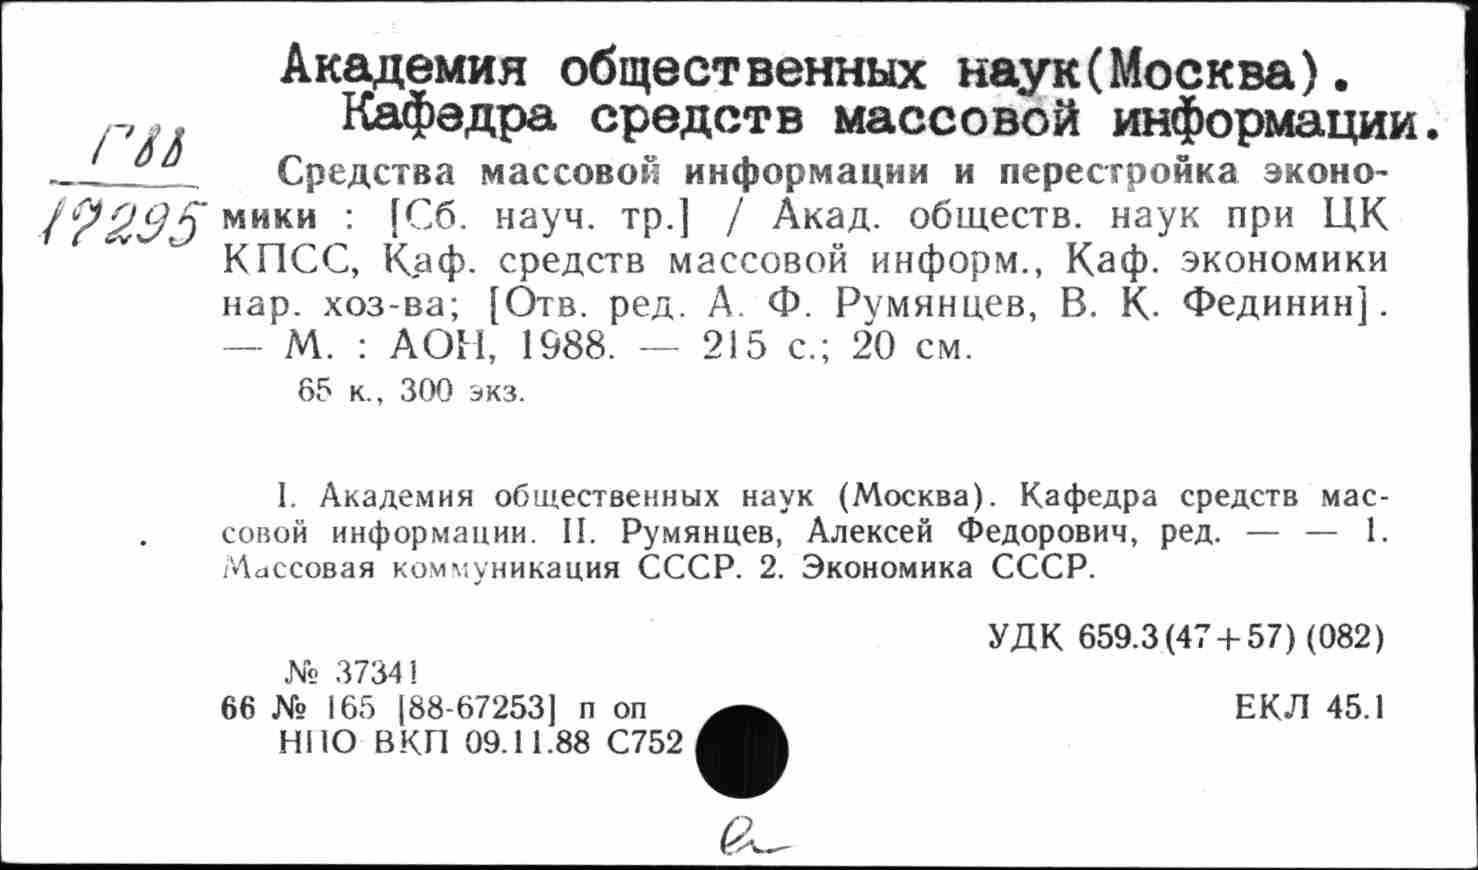 Академия общественных наук(Москва).
Кафедра средств массовой информации.
Г88
17295
Средства массовой информации и перестройка эконо-
мики : [Сб. науч. тр.] / Акад. обществ. наук при ЦК
КПСС, Каф. средств массовой информ., Каф. экономики
нар. хоз-ва; [Отв. ред. А. Ф. Румянцев, В. К. Фединин].
— М. : АОН, 1988. — 215 с.; 20 см.
65 к., 300 экз.
I. Академия общественных наук (Москва). Кафедра средств мас-
совой информации. II. Румянцев, Алексей Федорович, ред. — — 1.
Массовая коммуникация СССР. 2. Экономика СССР.
УДК 659.3(47+57)(082)
№ 37341
66 № 165 [88-67253] п оп
ЕКЛ 45.1
НПО ВКП 09.11.88 С752